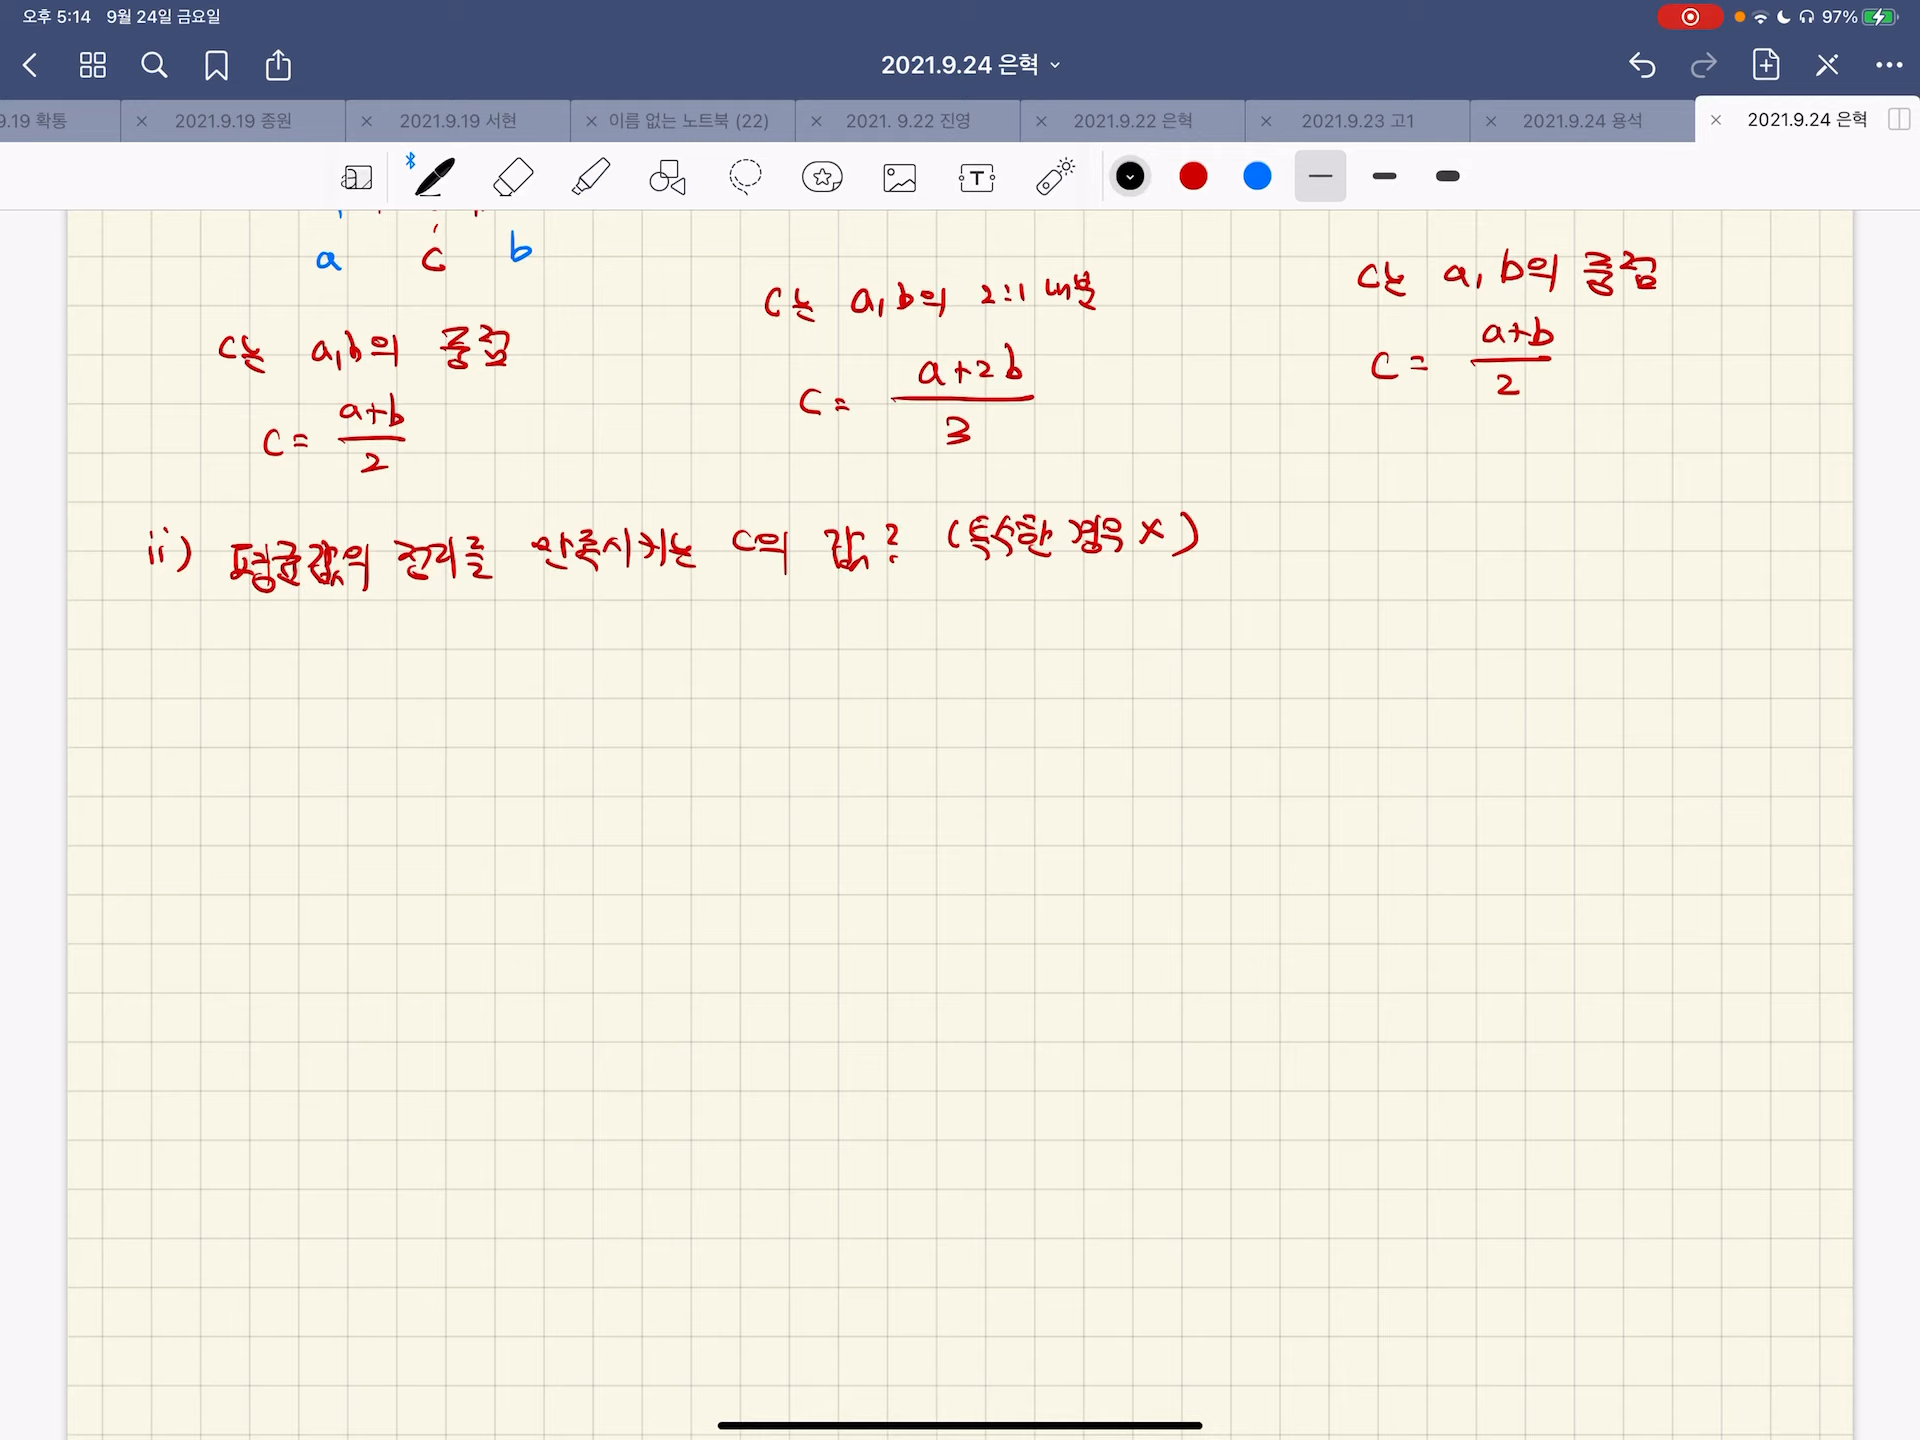 오후 5:14 9월 24일 금요일
97%
2021.9.24 은혁
9.19 확통
2021.9.19 종원
2021.9.19 서현
이름 없는 노트북 (22)
2021. 9.22 진영
2021.9.22 은혁
2021.9.23 고1
2021.9.24 용석
2021.9.24 은혁
a c b
c는 a,b의 중점
c = a+b / 2
c는 a,b의 2:1 내분
c = a+2b / 3
c는 a,b의 중점
c = a+b / 2
ii) 평균값의 정리를 만족시키는 c의 값? (특수한 경우 x)